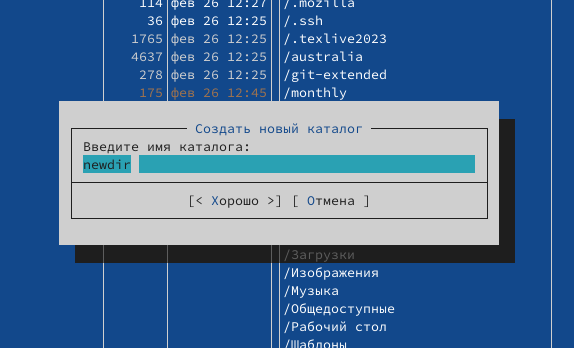 114 фев 26 12:27 /.mozilla
36 фев 26 12:25 /.ssh
1765 фев 26 12:25 /.texlive2023
4637 фев 26 12:25 /australia
278 фев 26 12:25 /git-extended
175 фев 26 12:45 /monthly
Создать новый каталог
Введите имя каталога:
newdir
[< Хорошо >] [ Отмена ]
/Загрузки
/Изображения
/Музыка
/Общедоступные
/Рабочий стол
/Шаблоны